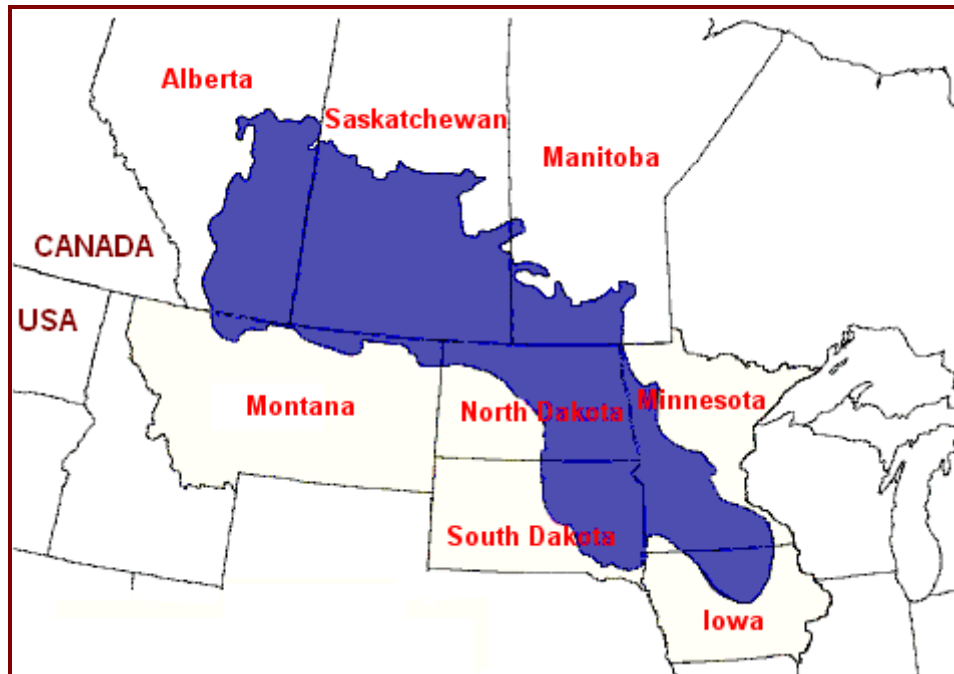 Alberta
Saskatchewan
Manitoba
CANADA
USA
Montana
North Dakota
Minnesota
South Dakota
Iowa